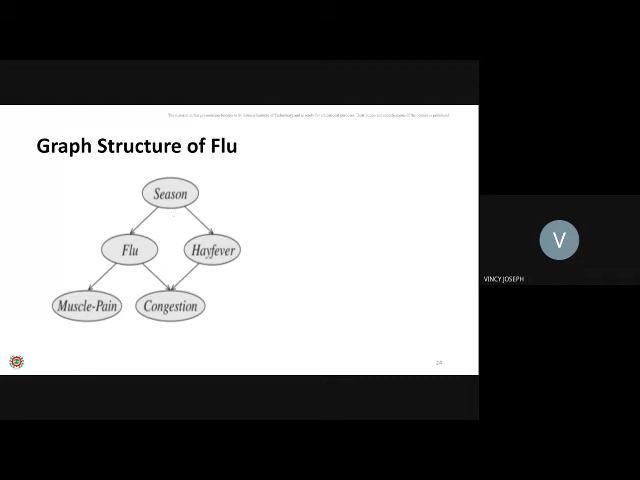 Graph Structure of Flu
Season
Flu
Hayfever
Muscle-Pain
Congestion
24
V
VINCY JOSEPH